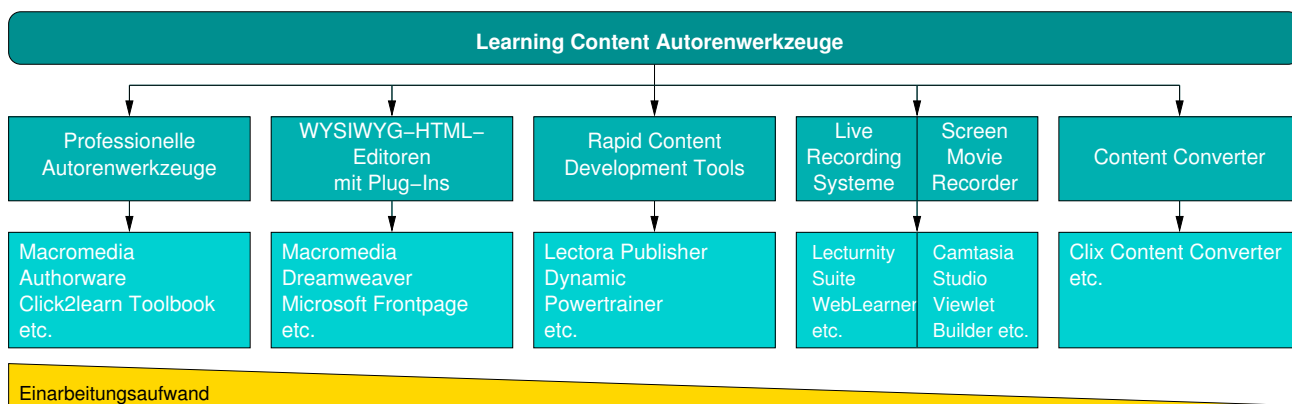 Learning Content Autorenwerkzeuge
Professionelle
Autorenwerkzeuge
WYSIWYG−HTML−
Editoren
mit Plug−Ins
Rapid Content
Development Tools
Live
Recording
Systeme
Screen
Movie
Recorder
Content Converter
Macromedia
Authorware
Click2learn Toolbook
etc.
Macromedia
Dreamweaver
Microsoft Frontpage
etc.
Lectora Publisher
Dynamic
Powertrainer
etc.
Lecturnity
Suite
WebLearner
etc.
Camtasia
Studio
Viewlet
Builder etc.
Clix Content Converter
etc.
Einarbeitungsaufwand